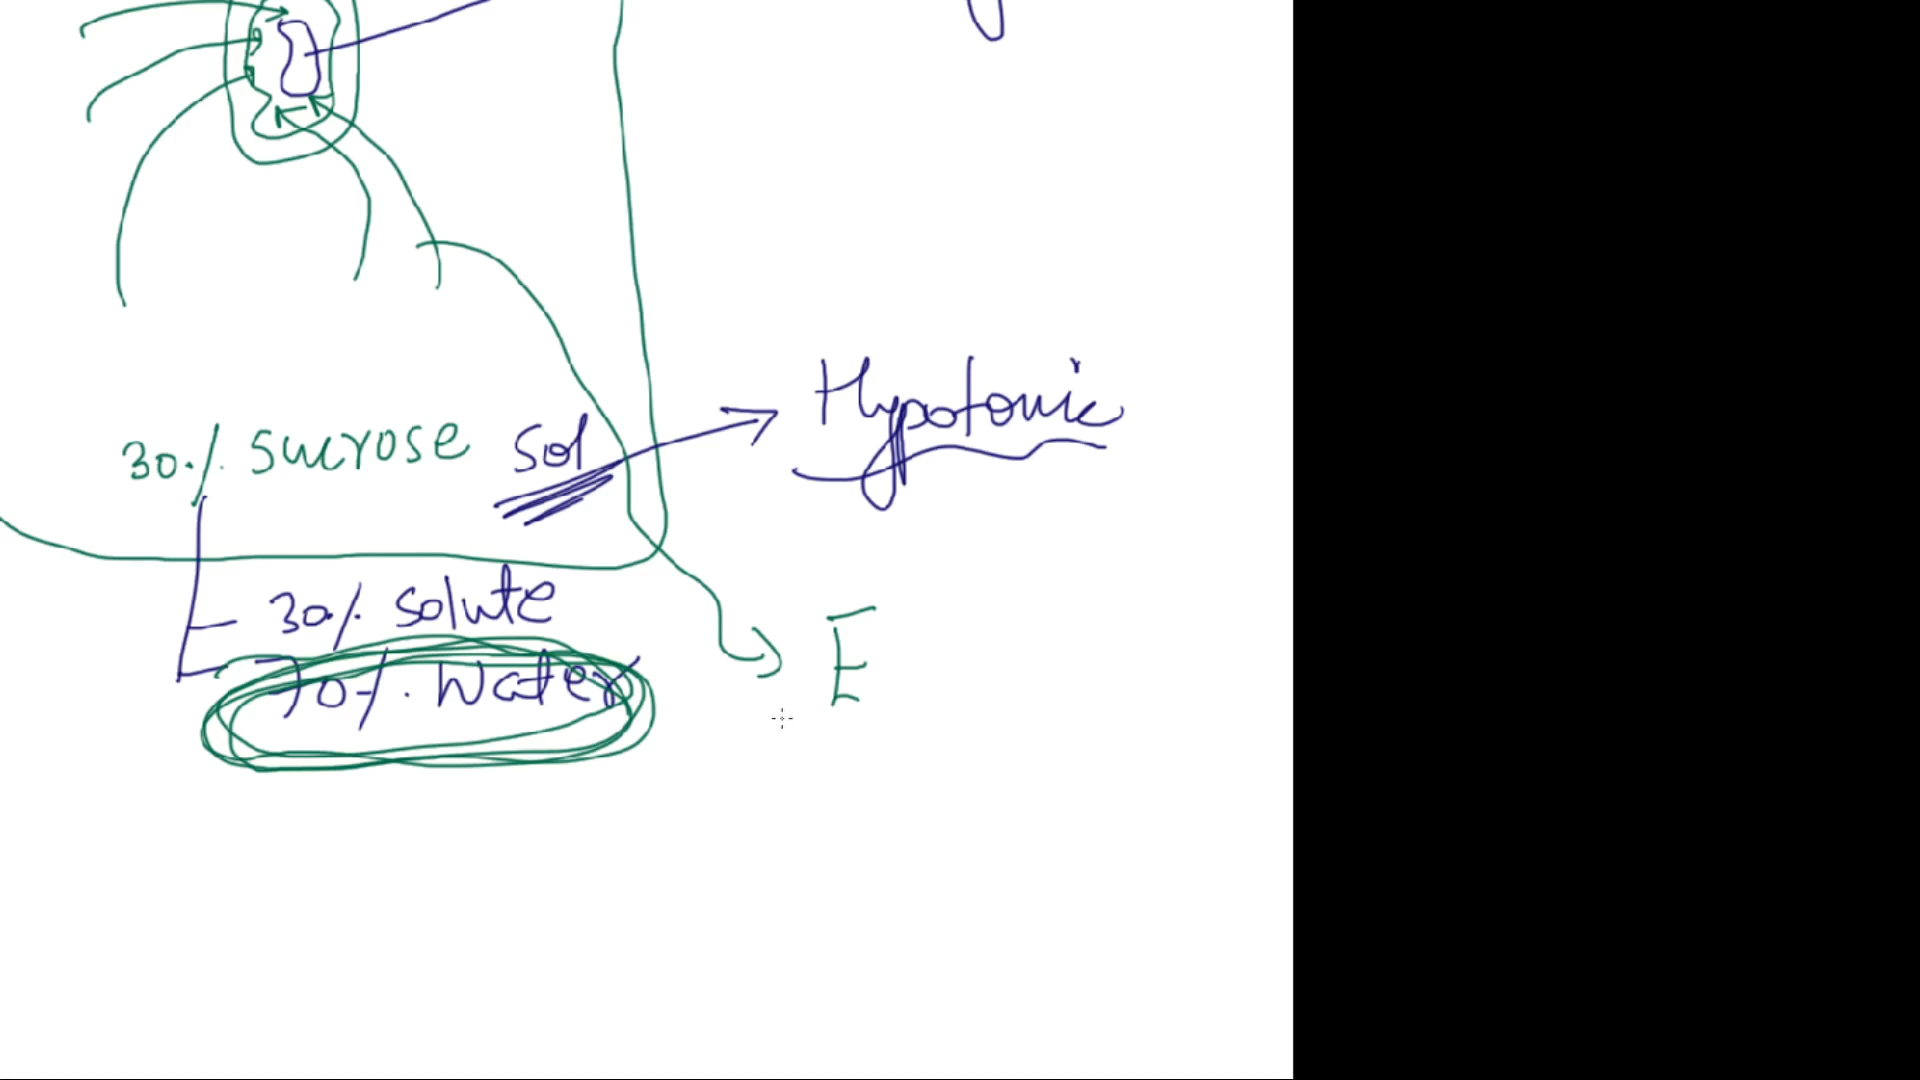 Hypotonic
30% sucrose sol
30% solute
70% water
E